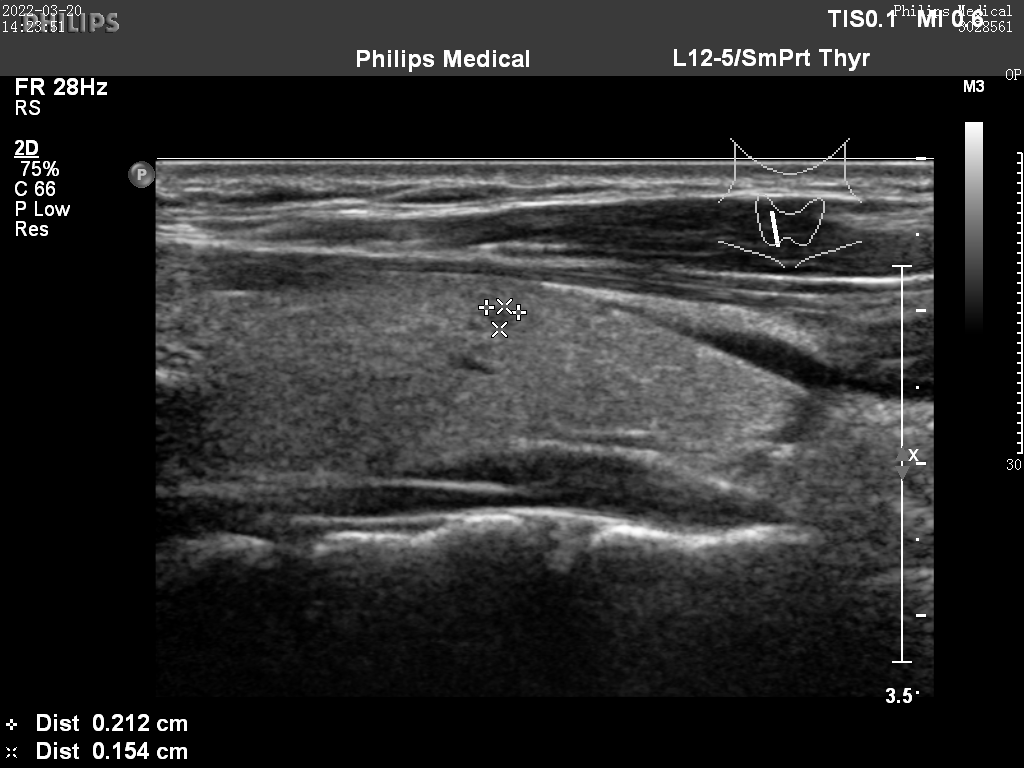 2022-03-20
14:23:51
PHILIPS
Philips Medical
TIS0.1 MI 0.6
Philips Medical
L12-5/SmPrt Thyr
OP
FR 28Hz
RS
M3
2D
75%
C 66
P Low
Res
P
X
30
3.5
Dist 0.212 cm
Dist 0.154 cm